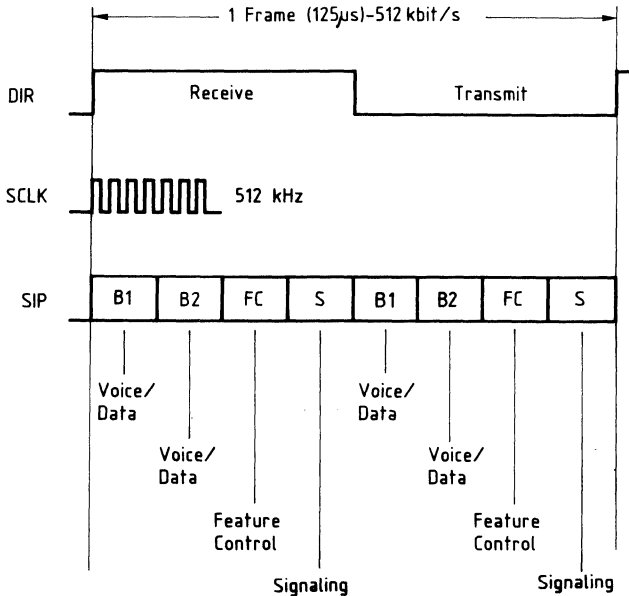 1 Frame (125µs)-512 kbit/s
DIR
Receive
Transmit
SCLK
512 kHz
SIP
B1
B2
FC
S
B1
B2
FC
S
Voice/
Data
Voice/
Data
Voice/
Data
Voice/
Data
Feature
Control
Feature
Control
Signaling
Signaling